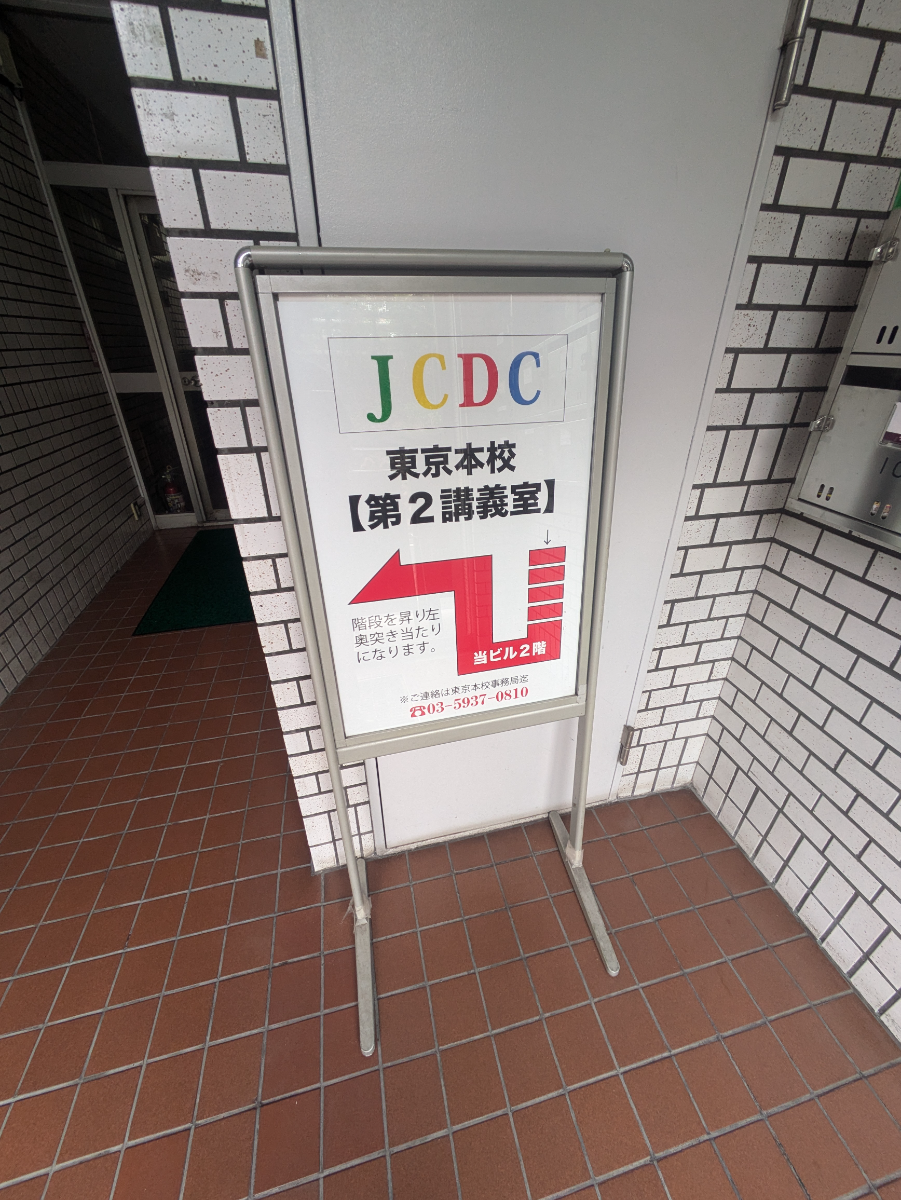 JCDC
東京本校
【第2講義室】
↓
階段を昇り左
奥突き当たり
になります。
当ビル2階
※ご連絡は東京本校事務局迄
☎03-5937-0810